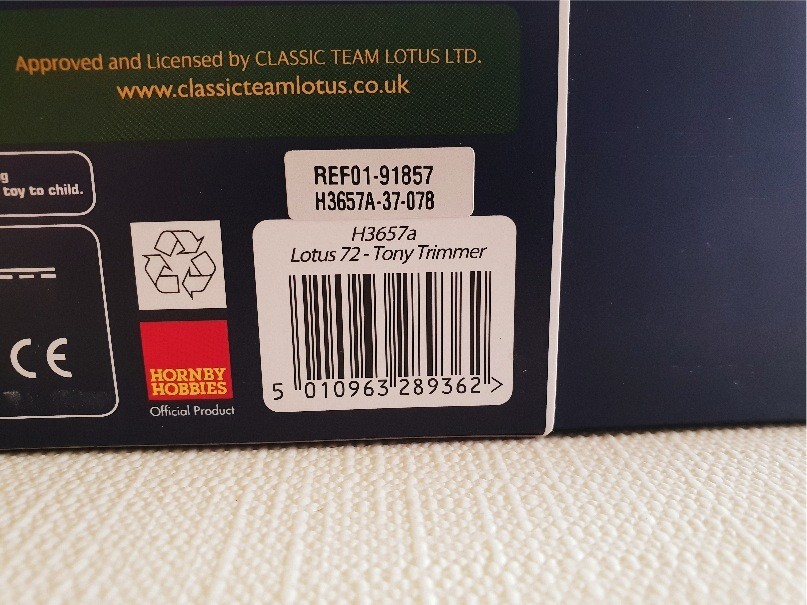 Approved and Licensed by CLASSIC TEAM LOTUS LTD.
www.classicteamlotus.co.uk
g
toy to child.
REF01-91857
H3657A-37-078
H3657a
Lotus 72 - Tony Trimmer
5 010963 289362 >
CE
HORNBY
HOBBIES
Official Product